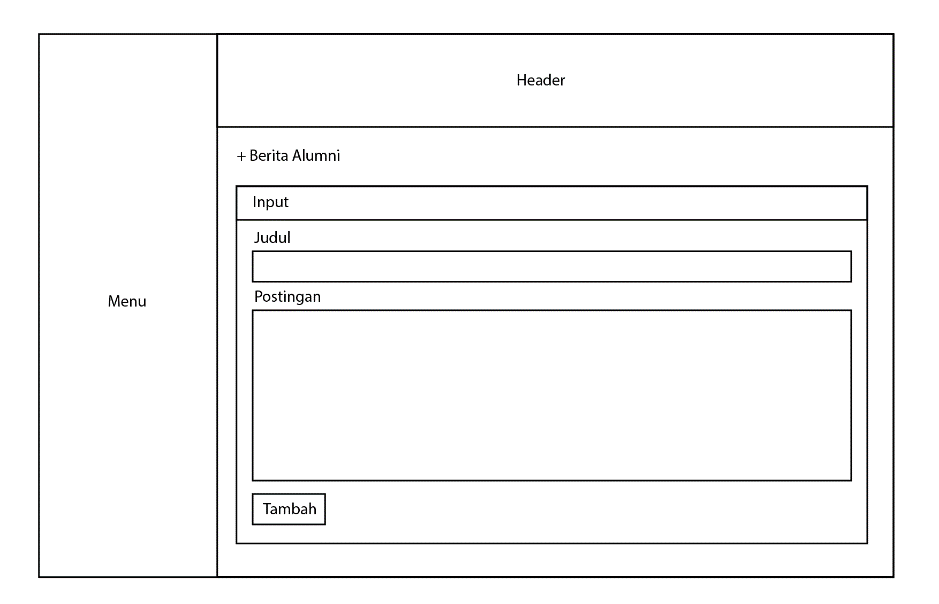 Header
+ Berita Alumni
Input
Judul
Menu
Postingan
Tambah